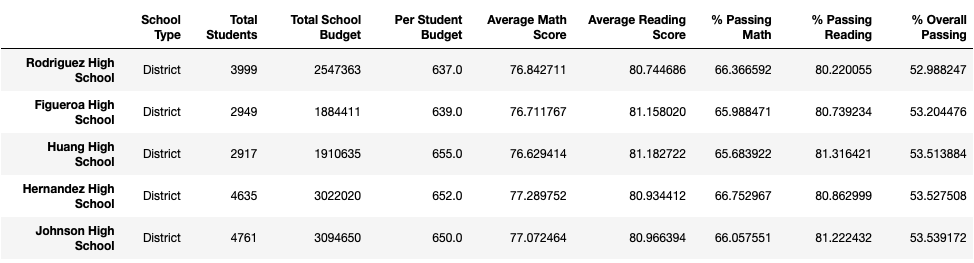 School Type Total Students Total School Budget Per Student Budget Average Math Score Average Reading Score % Passing Math % Passing Reading % Overall Passing
Rodriguez High School District 3999 2547363 637.0 76.842711 80.744686 66.366592 80.220055 52.988247
Figueroa High School District 2949 1884411 639.0 76.711767 81.158020 65.988471 80.739234 53.204476
Huang High School District 2917 1910635 655.0 76.629414 81.182722 65.683922 81.316421 53.513884
Hernandez High School District 4635 3022020 652.0 77.289752 80.934412 66.752967 80.862999 53.527508
Johnson High School District 4761 3094650 650.0 77.072464 80.966394 66.057551 81.222432 53.539172